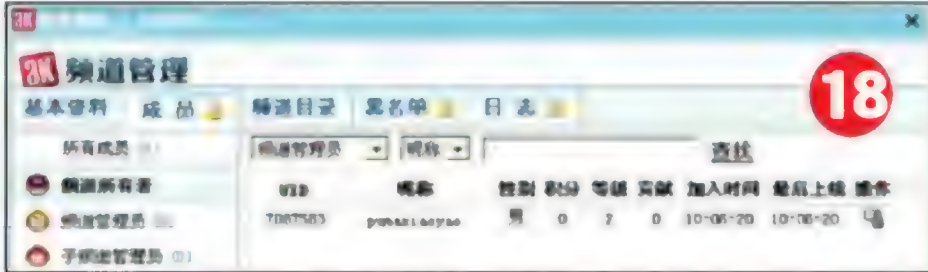 频道管理
18
基本资料 成员 频道目录 黑名单 日志
所有成员 频道管理员 昵称 查找
频道所有者
频道管理员
子频道管理员
UID 昵称 性别 积分 等级 贡献 加入时间 最后上线 操作
7087583 男 0 2 0 10-06-20 10-06-20